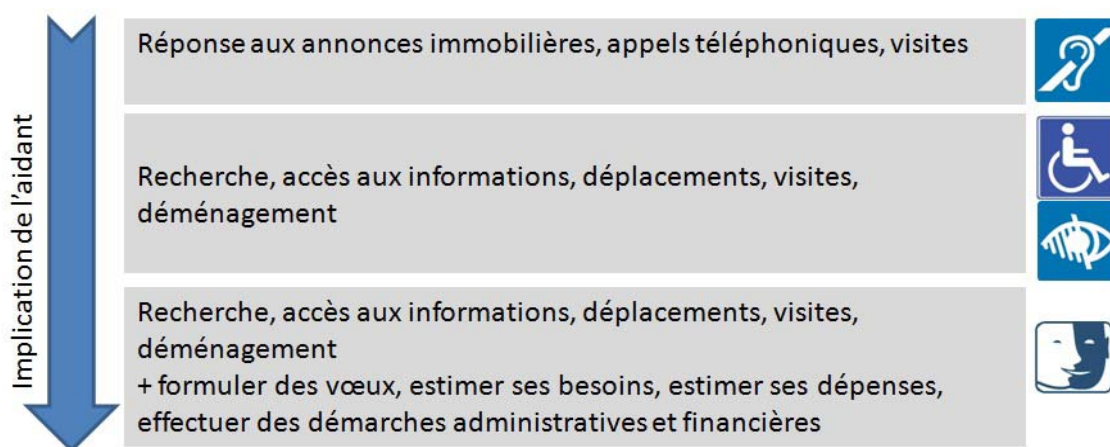 Implication de l'aidant
Réponse aux annonces immobilières, appels téléphoniques, visites
Recherche, accès aux informations, déplacements, visites,
déménagement
Recherche, accès aux informations, déplacements, visites,
déménagement
+ formuler des vœux, estimer ses besoins, estimer ses dépenses,
effectuer des démarches administratives et financières